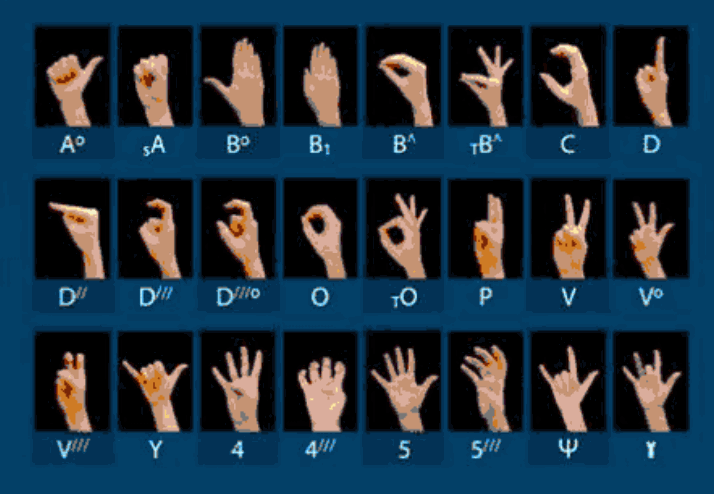 Aº ₛA Bº B₁ B^ ₜB^ C D
D// D/// D///º O ₜO P V Vº
V/// Y 4 4/// 5 5/// Ψ ɤ